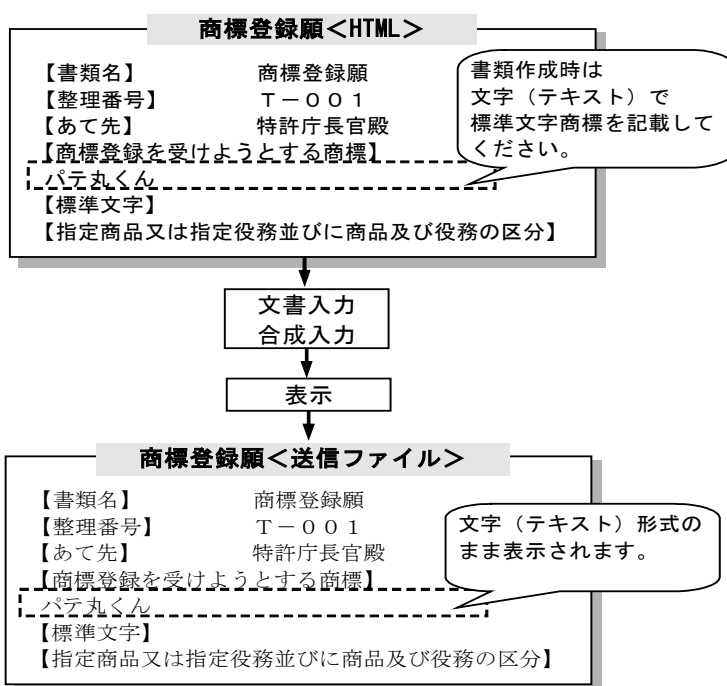 商標登録願＜HTML＞
【書類名】 商標登録願
【整理番号】 Ｔ－００１
【あて先】 特許庁長官殿
【商標登録を受けようとする商標】
パテ丸くん
【標準文字】
【指定商品又は指定役務並びに商品及び役務の区分】
書類作成時は
文字（テキスト）で
標準文字商標を記載して
ください。
文書入力
合成入力
表示
商標登録願＜送信ファイル＞
【書類名】 商標登録願
【整理番号】 Ｔ－００１
【あて先】 特許庁長官殿
【商標登録を受けようとする商標】
パテ丸くん
【標準文字】
【指定商品又は指定役務並びに商品及び役務の区分】
文字（テキスト）形式の
まま表示されます。